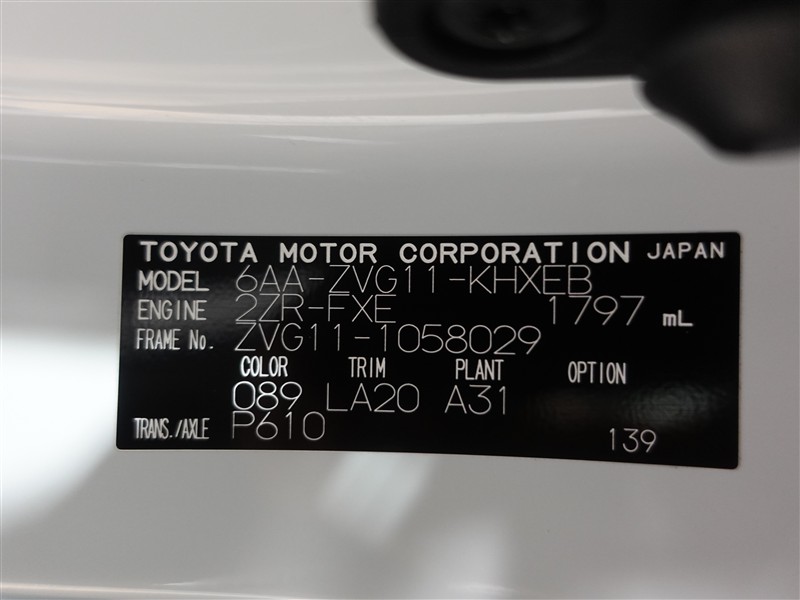 TOYOTA MOTOR CORPORATION JAPAN
MODEL 6AA-ZVG11-KHXEB
ENGINE 2ZR-FXE 1797 mL
FRAME No. ZVG11-1058029
COLOR TRIM PLANT OPTION
089 LA20 A31
TRANS./AXLE P610 139